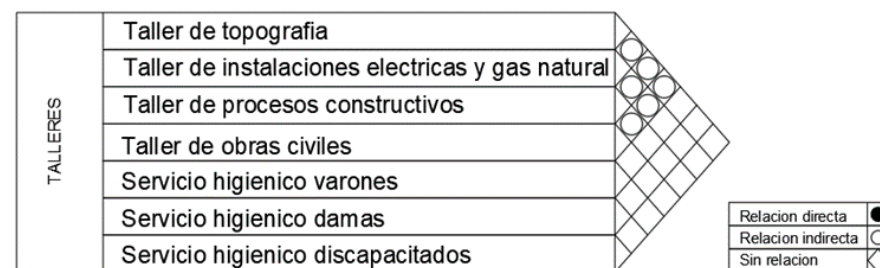 TALLERES
Taller de topografia
Taller de instalaciones electricas y gas natural
Taller de procesos constructivos
Taller de obras civiles
Servicio higienico varones
Servicio higienico damas
Servicio higienico discapacitados
Relacion directa
Relacion indirecta
Sin relacion